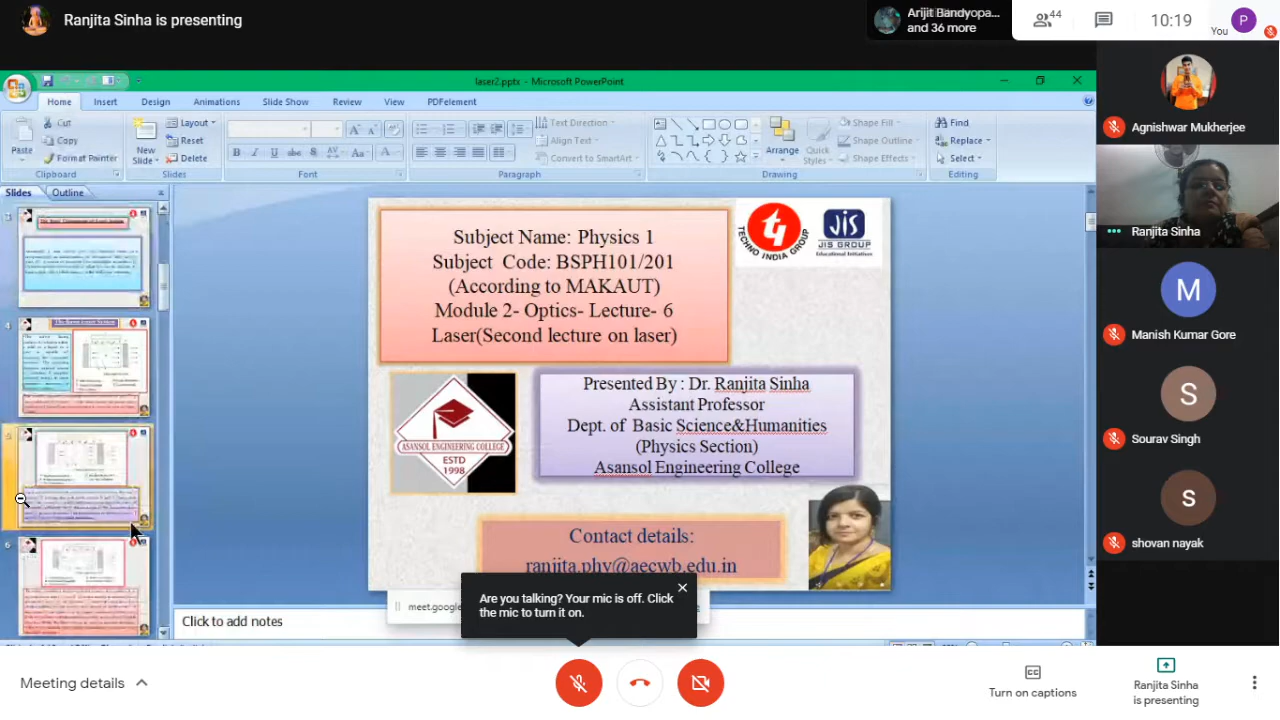 Ranjita Sinha is presenting
Arijit Bandyopa...
and 36 more
44
10:19
You
P
laser2.pptx - Microsoft PowerPoint
Home
Insert
Design
Animations
Slide Show
Review
View
PDFelement
Paste
Cut
Copy
Format Painter
Clipboard
New
Slide
Layout
Reset
Delete
Slides
Font
Paragraph
Text Direction
Align Text
Convert to SmartArt
Arrange
Quick
Styles
Shape Fill
Shape Outline
Shape Effects
Drawing
Find
Replace
Select
Editing
Slides
Outline
3
4
5
6
Subject Name: Physics 1
Subject Code: BSPH101/201
(According to MAKAUT)
Module 2- Optics- Lecture- 6
Laser(Second lecture on laser)
TECHNO INDIA GROUP
JIS
JIS GROUP
Educational Initiatives
ASANSOL ENGINEERING COLLEGE
ESTD
1998
Presented By : Dr. Ranjita Sinha
Assistant Professor
Dept. of Basic Science&Humanities
(Physics Section)
Asansol Engineering College
Contact details:
ranjita.phy@aecwb.edu.in
meet.google
Are you talking? Your mic is off. Click
the mic to turn it on.
Click to add notes
Agnishwar Mukherjee
Ranjita Sinha
M
Manish Kumar Gore
S
Sourav Singh
s
shovan nayak
Meeting details
Turn on captions
Ranjita Sinha
is presenting